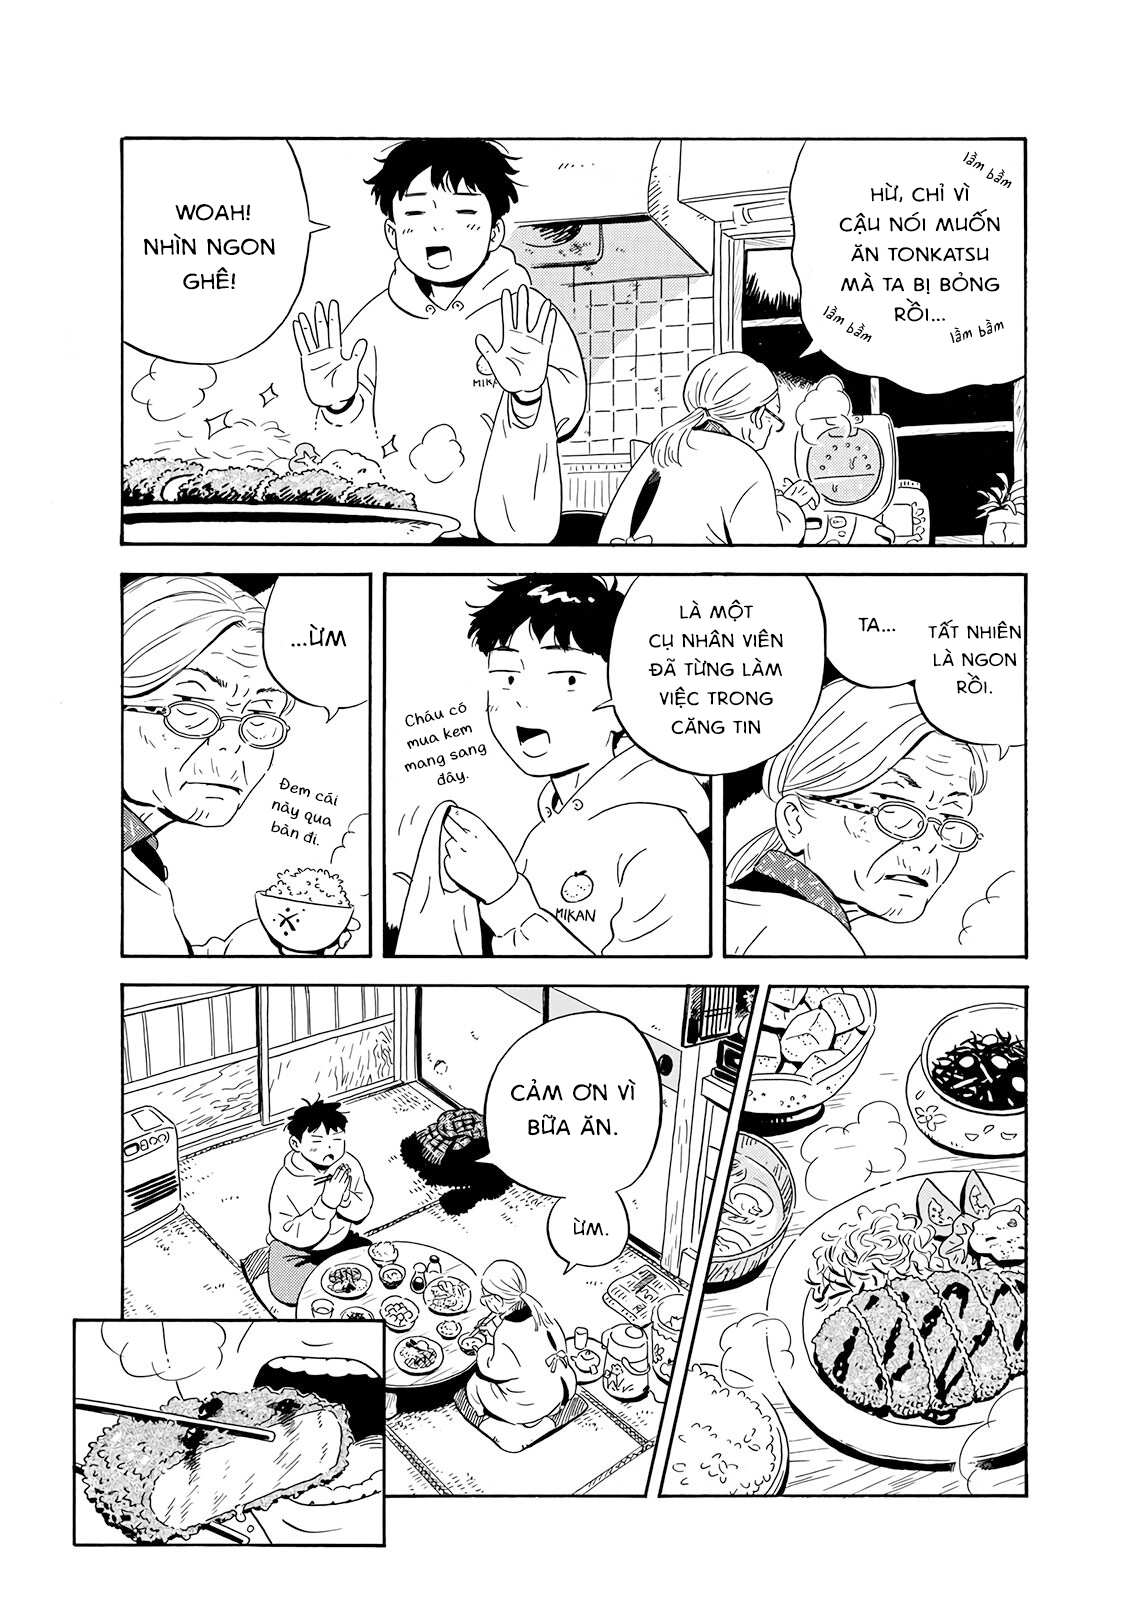 lầm bầm
HỪ, CHỈ VÌ
CẬU NÓI MUỐN
ĂN TONKATSU
MÀ TA BỊ BỎNG
RỒI...
lầm bầm
lầm bầm
WOAH!
NHÌN NGON
GHÊ!
MIKA
TA...
TẤT NHIÊN
LÀ NGON
RỒI.
LÀ MỘT
CỤ NHÂN VIÊN
ĐÃ TỪNG LÀM
VIỆC TRONG
CĂNG TIN
Cháu có
mua kem
mang sang
đây.
MIKAN
...ỪM
Đem cái
này qua
bàn đi.
CẢM ƠN VÌ
BỮA ĂN.
ỪM.